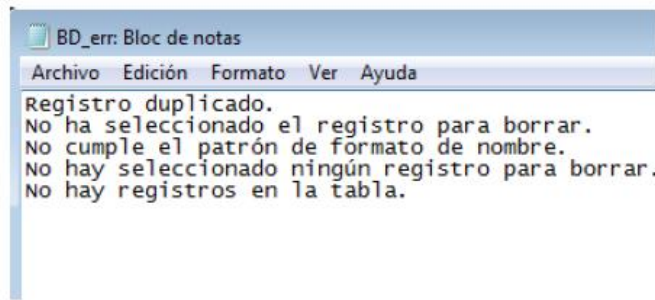 BD_err: Bloc de notas
Archivo Edición Formato Ver Ayuda
Registro duplicado.
No ha seleccionado el registro para borrar.
No cumple el patrón de formato de nombre.
No hay seleccionado ningún registro para borrar.
No hay registros en la tabla.